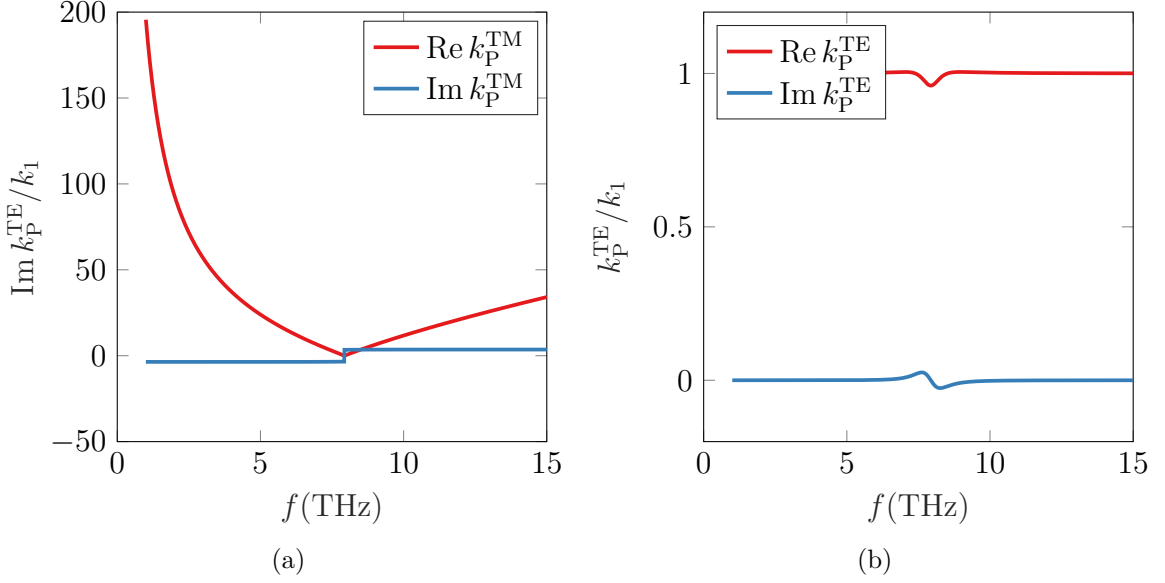 200
150
100
50
0
−50
0
5
10
15
Im k_P^TE/k_1
f(THz)
Re k_P^TM
Im k_P^TM
(a)
1
0.5
0
0
5
10
15
k_P^TE/k_1
f(THz)
Re k_P^TE
Im k_P^TE
(b)